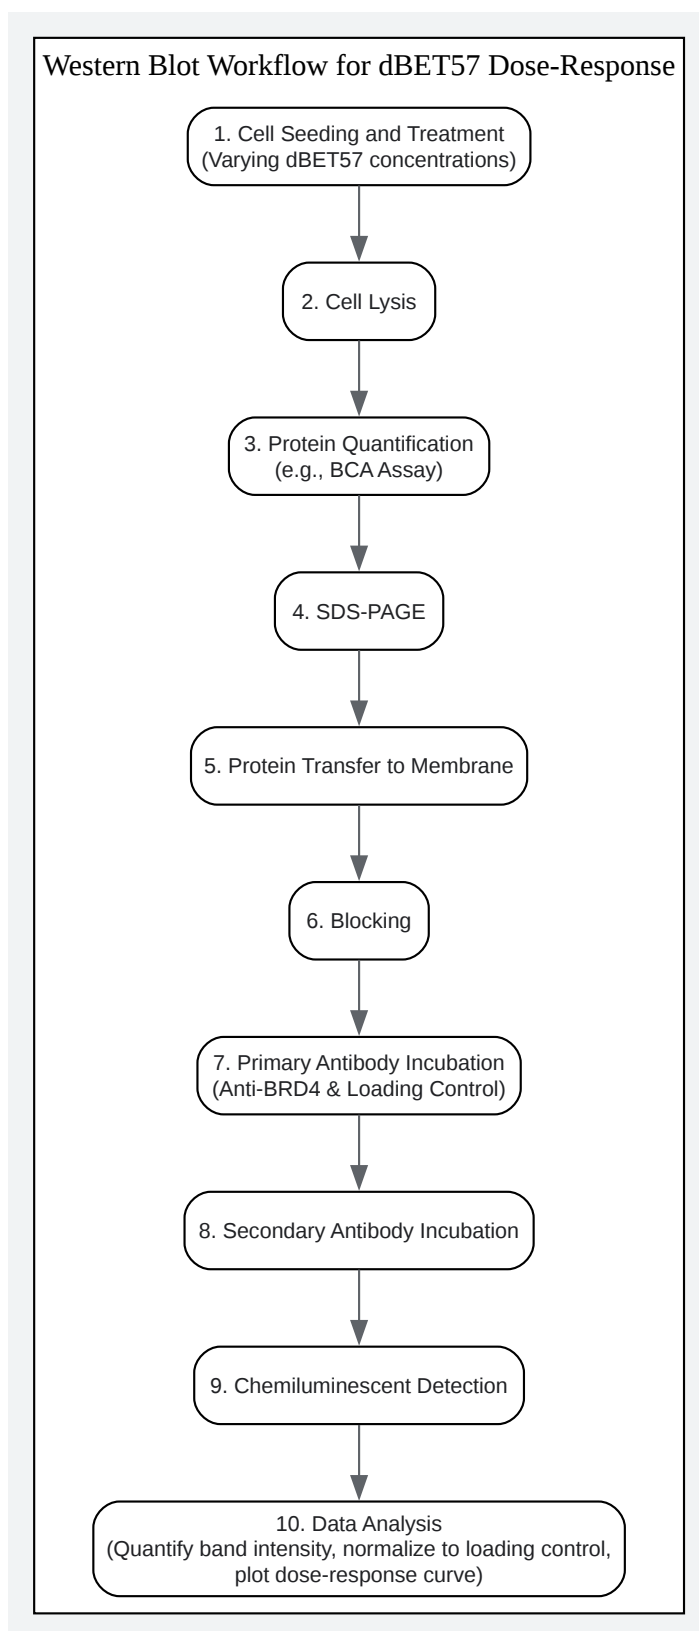 Western Blot Workflow for dBET57 Dose-Response
1. Cell Seeding and Treatment
(Varying dBET57 concentrations)
2. Cell Lysis
3. Protein Quantification
(e.g., BCA Assay)
4. SDS-PAGE
5. Protein Transfer to Membrane
6. Blocking
7. Primary Antibody Incubation
(Anti-BRD4 & Loading Control)
8. Secondary Antibody Incubation
9. Chemiluminescent Detection
10. Data Analysis
(Quantify band intensity, normalize to loading control,
plot dose-response curve)